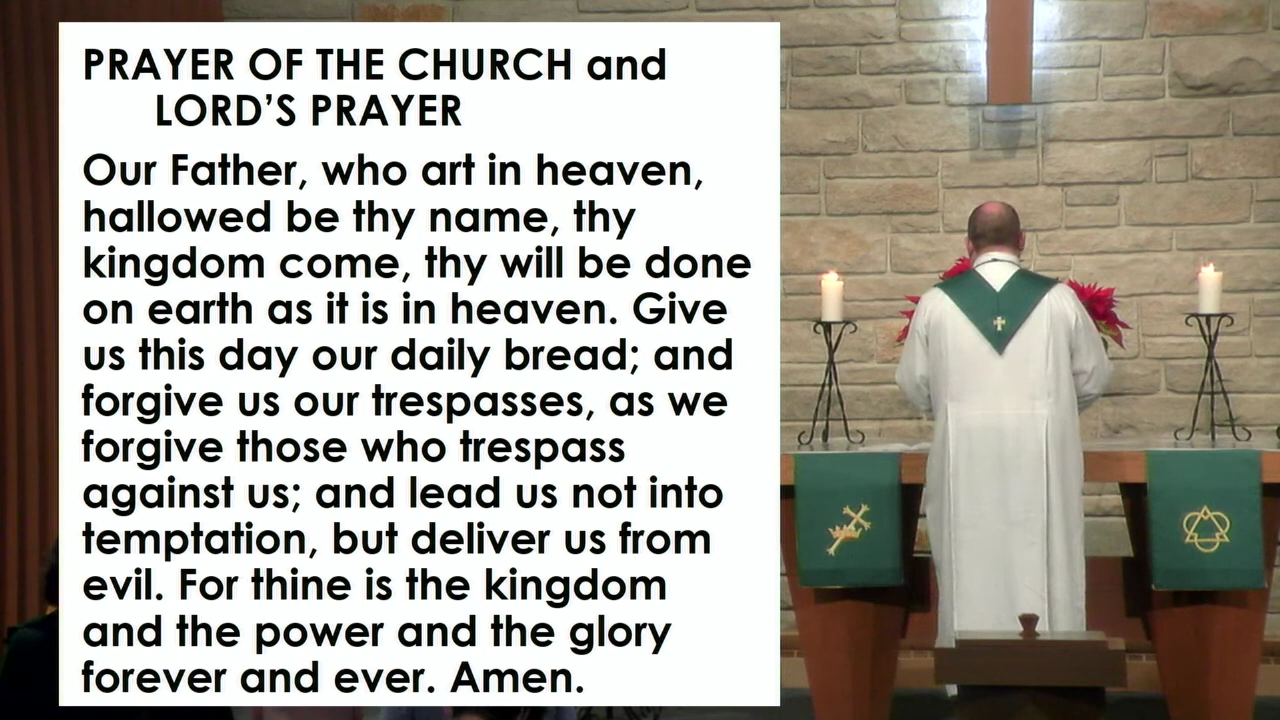 PRAYER OF THE CHURCH and
LORD’S PRAYER
Our Father, who art in heaven,
hallowed be thy name, thy
kingdom come, thy will be done
on earth as it is in heaven. Give
us this day our daily bread; and
forgive us our trespasses, as we
forgive those who trespass
against us; and lead us not into
temptation, but deliver us from
evil. For thine is the kingdom
and the power and the glory
forever and ever. Amen.